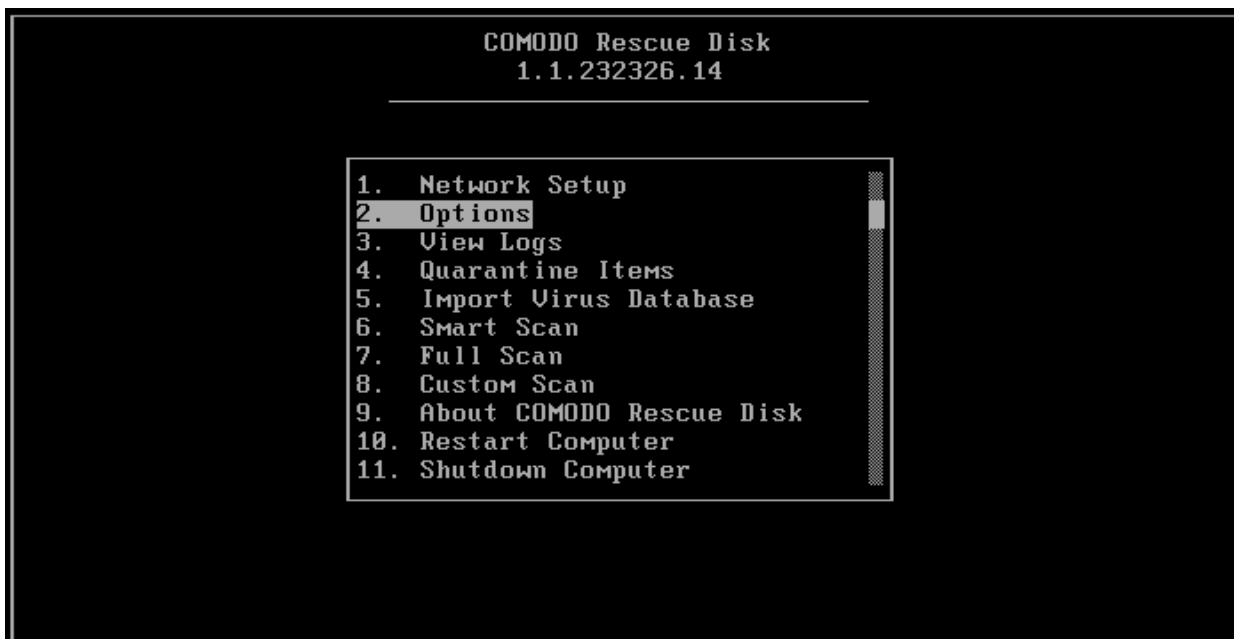 COMODO Rescue Disk
1.1.232326.14
1. Network Setup
2. Options
3. View Logs
4. Quarantine Items
5. Import Virus Database
6. Smart Scan
7. Full Scan
8. Custom Scan
9. About COMODO Rescue Disk
10. Restart Computer
11. Shutdown Computer